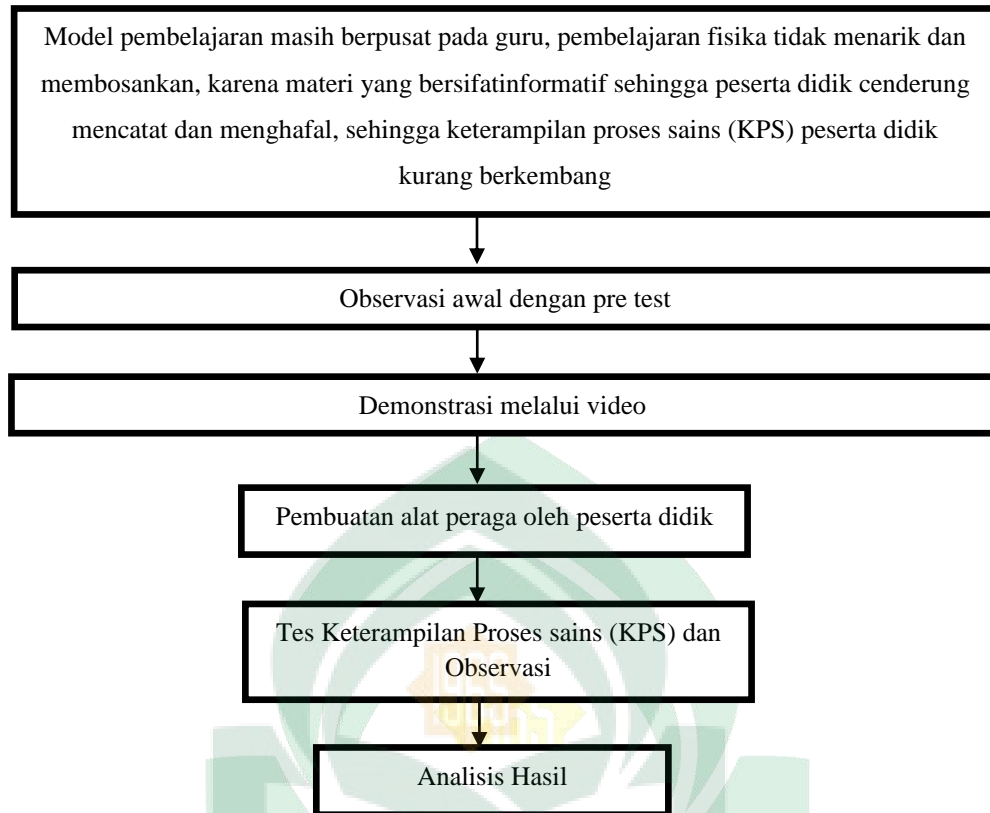 Model pembelajaran masih berpusat pada guru, pembelajaran fisika tidak menarik dan
membosankan, karena materi yang bersifatinformatif sehingga peserta didik cenderung
mencatat dan menghafal, sehingga keterampilan proses sains (KPS) peserta didik
kurang berkembang
Observasi awal dengan pre test
Demonstrasi melalui video
Pembuatan alat peraga oleh peserta didik
Tes Keterampilan Proses sains (KPS) dan
Observasi
Analisis Hasil